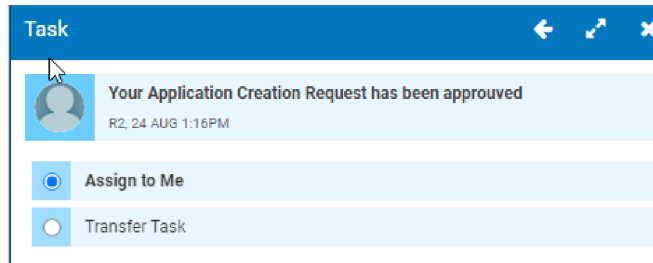 Task
Your Application Creation Request has been approuved
R2, 24 AUG 1:16PM
Assign to Me
Transfer Task